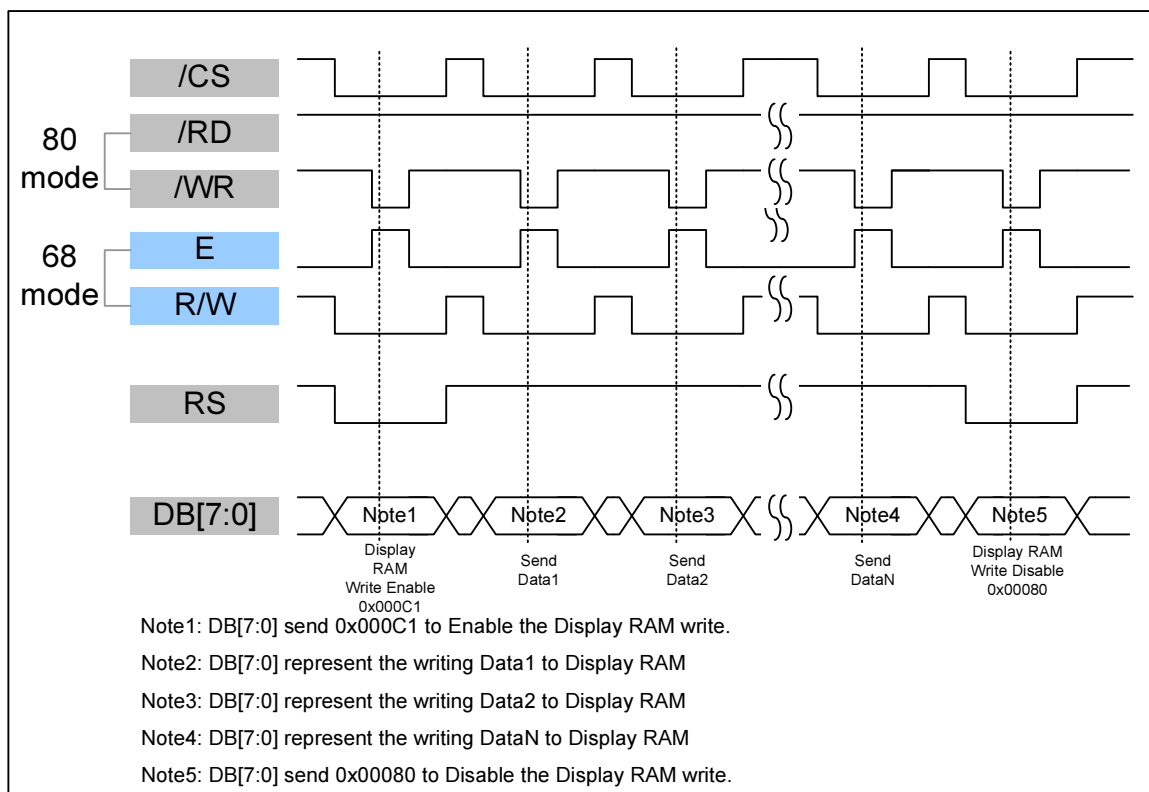 /CS
80
mode
/RD
/WR
68
mode
E
R/W
RS
DB[7:0]
Note1
Note2
Note3
Note4
Note5
Display
RAM
Write Enable
0x000C1
Send
Data1
Send
Data2
Send
DataN
Display RAM
Write Disable
0x00080
Note1: DB[7:0] send 0x000C1 to Enable the Display RAM write.
Note2: DB[7:0] represent the writing Data1 to Display RAM
Note3: DB[7:0] represent the writing Data2 to Display RAM
Note4: DB[7:0] represent the writing DataN to Display RAM
Note5: DB[7:0] send 0x00080 to Disable the Display RAM write.